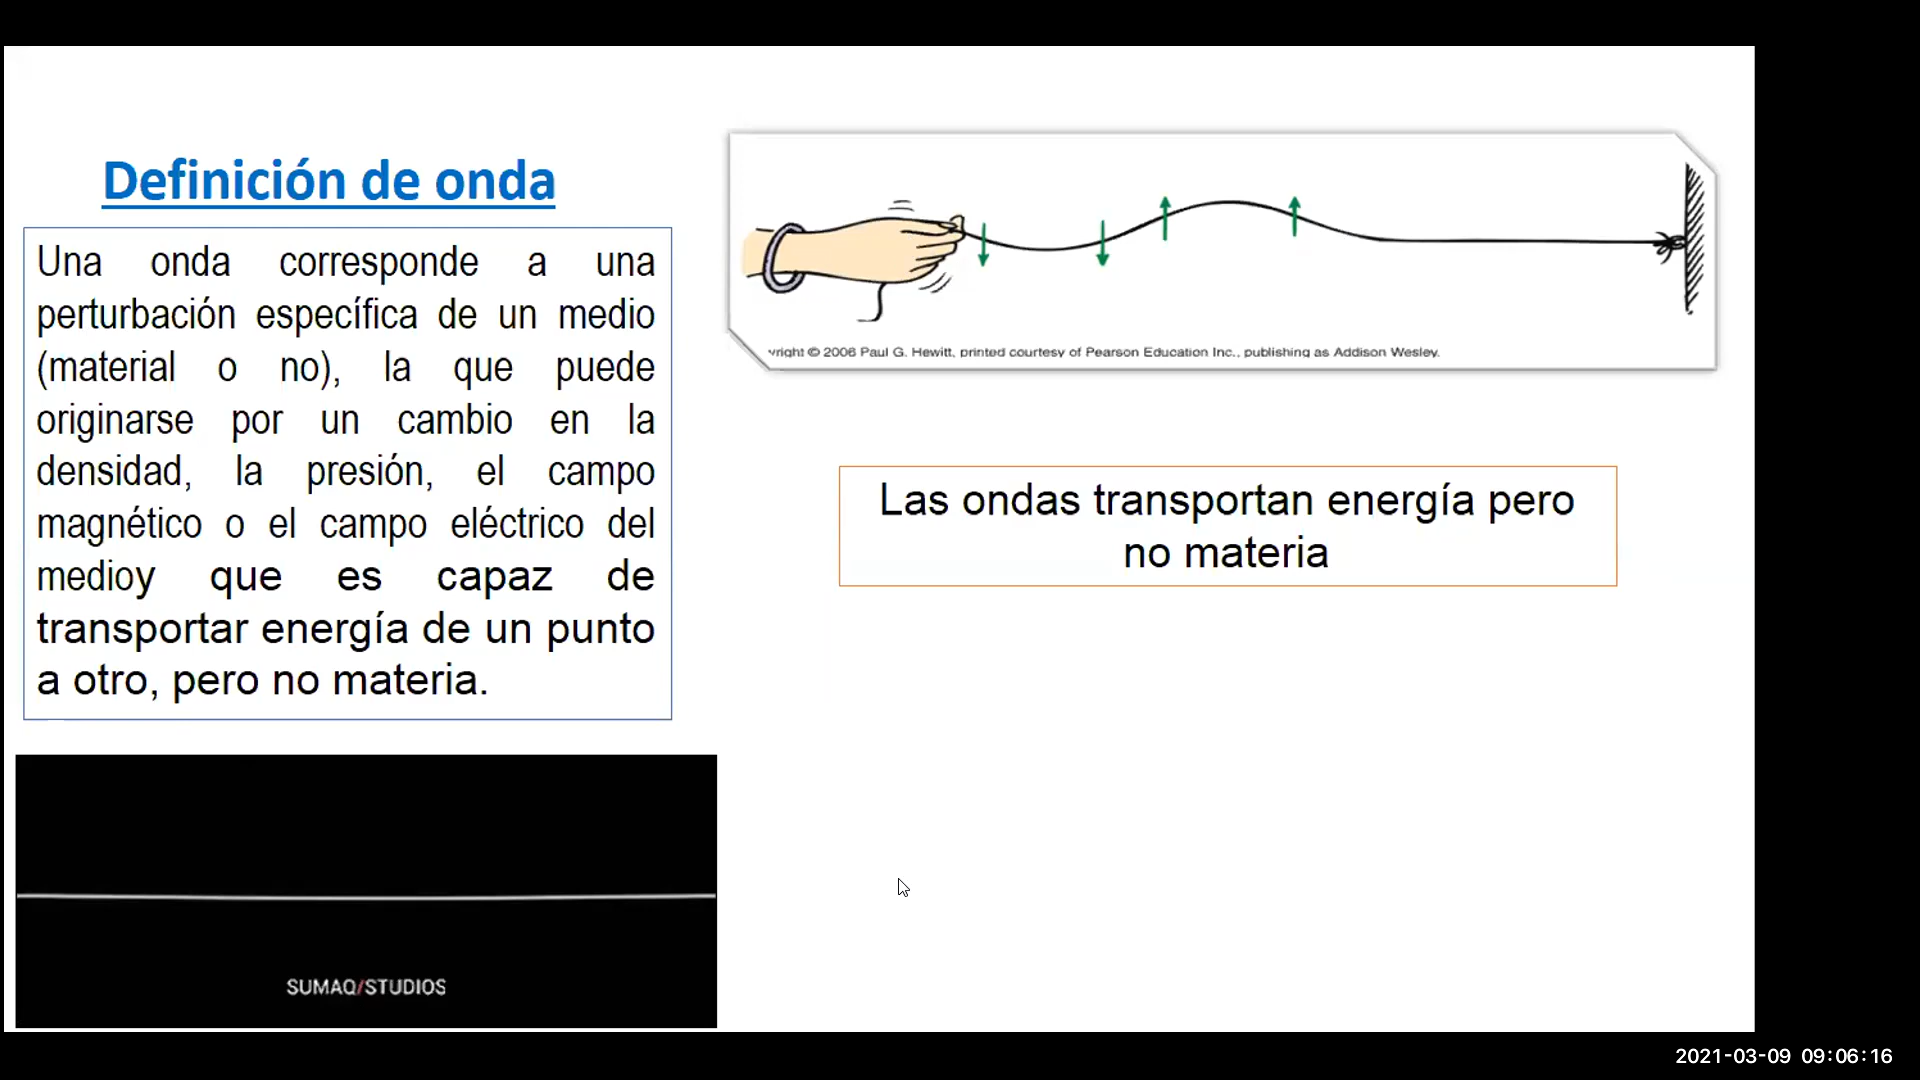 Definición de onda
Una onda corresponde a una
perturbación específica de un medio
(material o no), la que puede
originarse por un cambio en la
densidad, la presión, el campo
magnético o el campo eléctrico del
medioy que es capaz de
transportar energía de un punto
a otro, pero no materia.
yright © 2006 Paul G. Hewitt, printed courtesy of Pearson Education Inc., publishing as Addison Wesley.
Las ondas transportan energía pero
no materia
SUMAQ/STUDIOS
2021-03-09 09:06:16